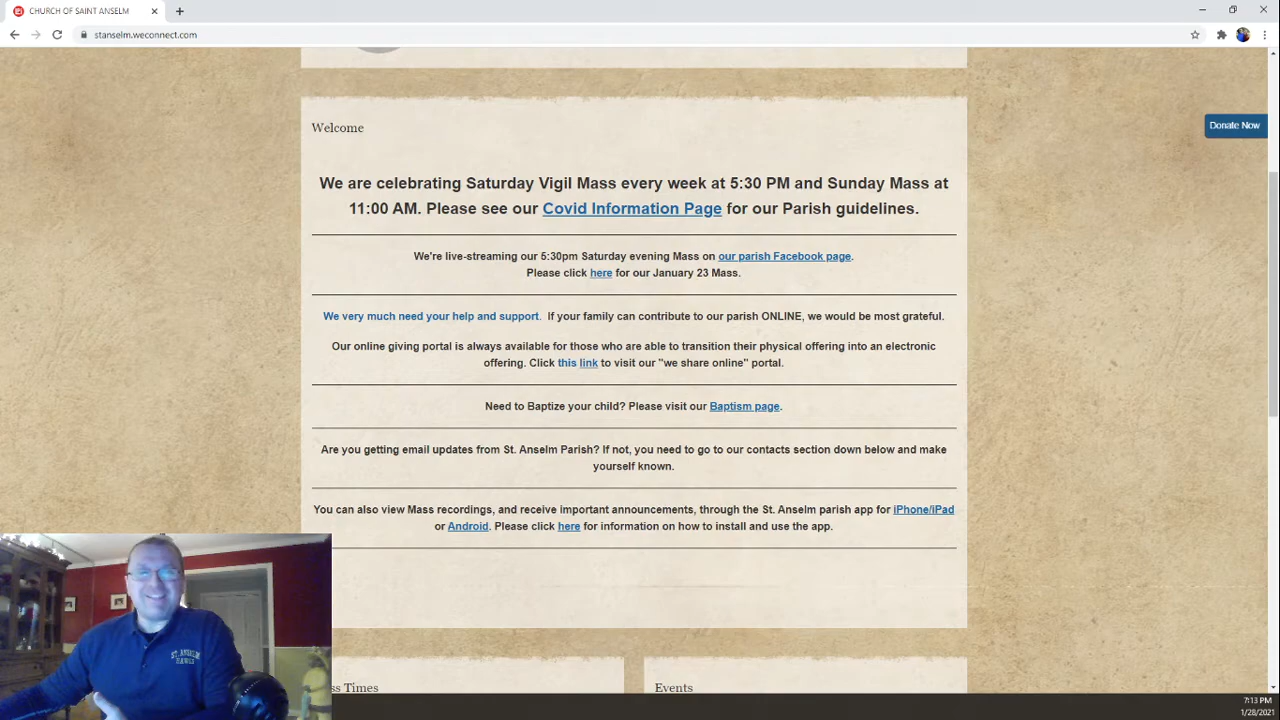 CHURCH OF SAINT ANSELM
stanselm.weconnect.com
Donate Now
Welcome
We are celebrating Saturday Vigil Mass every week at 5:30 PM and Sunday Mass at
11:00 AM. Please see our Covid Information Page for our Parish guidelines.
We're live-streaming our 5:30pm Saturday evening Mass on our parish Facebook page.
Please click here for our January 23 Mass.
We very much need your help and support. If your family can contribute to our parish ONLINE, we would be most grateful.
Our online giving portal is always available for those who are able to transition their physical offering into an electronic
offering. Click this link to visit our "we share online" portal.
Need to Baptize your child? Please visit our Baptism page.
Are you getting email updates from St. Anselm Parish? If not, you need to go to our contacts section down below and make
yourself known.
You can also view Mass recordings, and receive important announcements, through the St. Anselm parish app for iPhone/iPad
or Android. Please click here for information on how to install and use the app.
ST. ANSELM
HAWKS
ss Times
Events
7:13 PM
1/28/2021